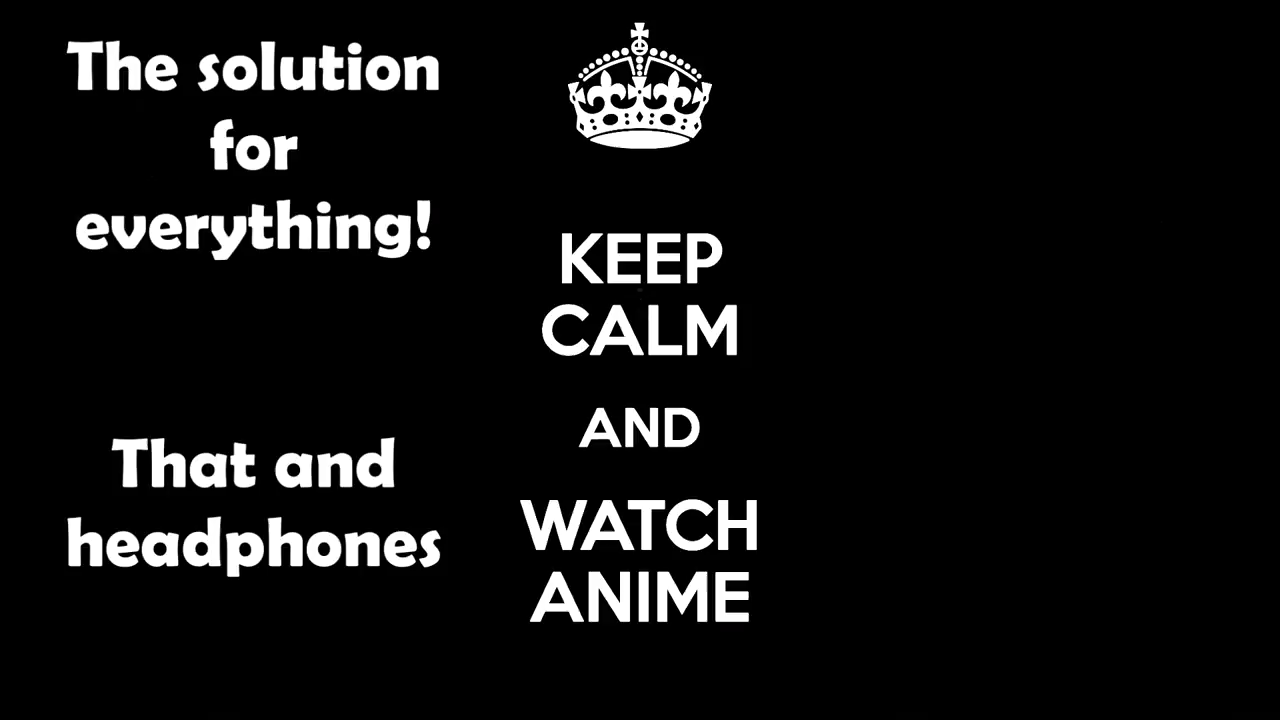 The solution
for
everything!
That and
headphones
KEEP
CALM
AND
WATCH
ANIME